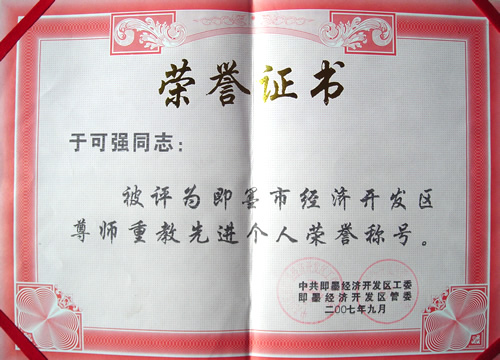 荣誉证书
于可强同志：
被评为即墨市经济开发区
尊师重教先进个人荣誉称号。
中共即墨经济开发区工委
即墨经济开发区管委
二00七年九月